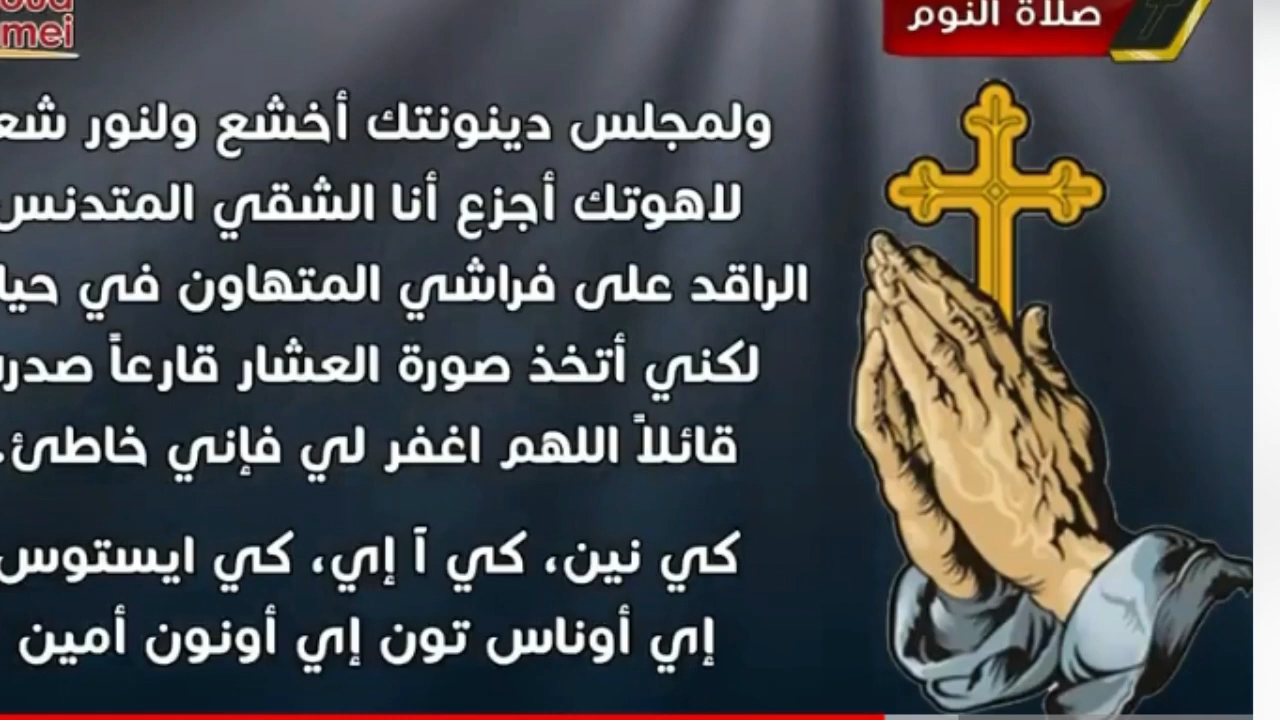 صلاة النوم
mei
ولمجلس دينونتك أخشع ولنور
لاهوتك أجزع أنا الشقي المتدنس
الراقد على فراشي المتهاون في
لكني أتخذ صورة العشار قارعاً
قائلاً اللهم اغفر لي فإني خاطئ.
كي نين، كي آ إي، كي ايستوس
إي أوناس تون إي أونون أمين